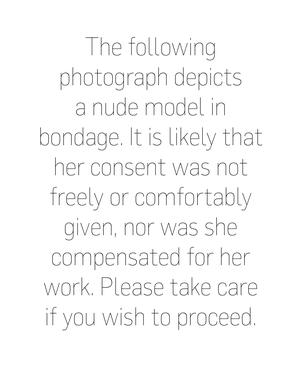 The following
photograph depicts
a nude model in
bondage. It is likely that
her consent was not
freely or comfortably
given, nor was she
compensated for her
work. Please take care
if you wish to proceed.